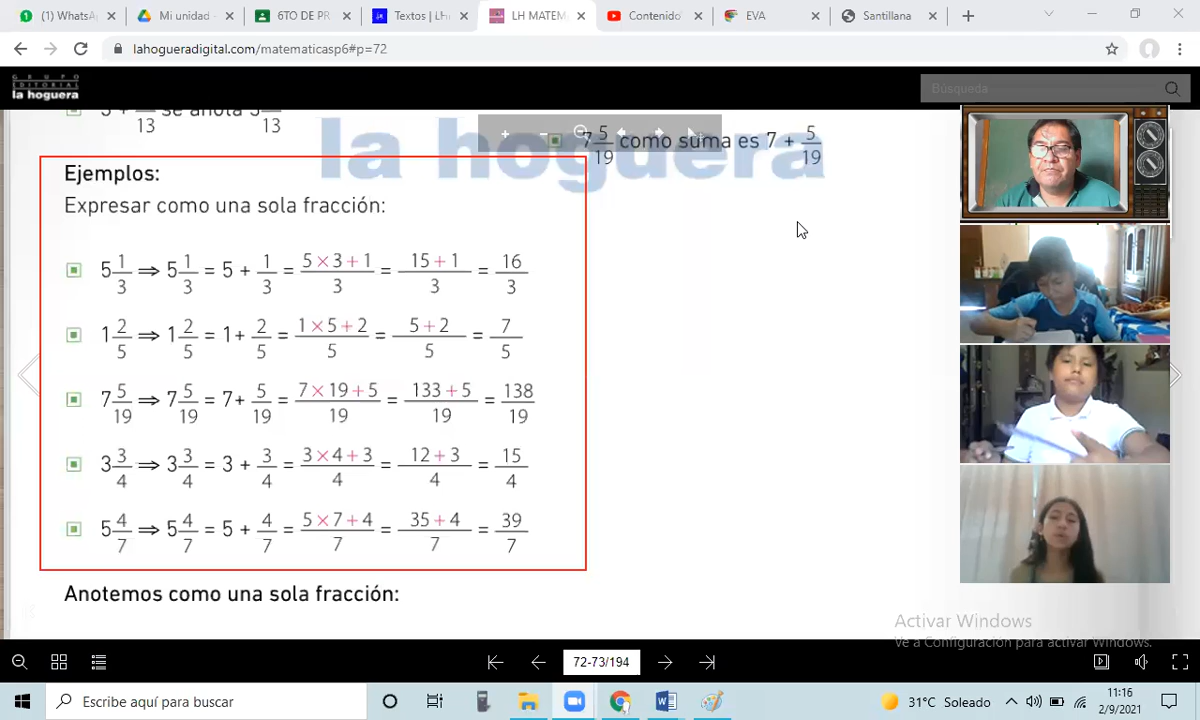 (1) WhatsA
Mi unidad -
6TO DE PR
Textos | LH
LH MATEM
Contenido
EVA
Santillana
lahogueradigital.com/matematicasp6#p=72
GRUPO
EDITORIAL
la hoguera
Búsqueda
la hoguera
se anota
13 13
7 5/19 como suma es 7 + 5/19
Ejemplos:
Expresar como una sola fracción:
5 1/3 ⇒ 5 1/3 = 5 + 1/3 = (5 × 3 + 1)/3 = (15 + 1)/3 = 16/3
1 2/5 ⇒ 1 2/5 = 1 + 2/5 = (1 × 5 + 2)/5 = (5 + 2)/5 = 7/5
7 5/19 ⇒ 7 5/19 = 7 + 5/19 = (7 × 19 + 5)/19 = (133 + 5)/19 = 138/19
3 3/4 ⇒ 3 3/4 = 3 + 3/4 = (3 × 4 + 3)/4 = (12 + 3)/4 = 15/4
5 4/7 ⇒ 5 4/7 = 5 + 4/7 = (5 × 7 + 4)/7 = (35 + 4)/7 = 39/7
Anotemos como una sola fracción:
Activar Windows
Ve a Configuración para activar Windows.
72-73/194
Escribe aquí para buscar
31°C Soleado
11:16
2/9/2021